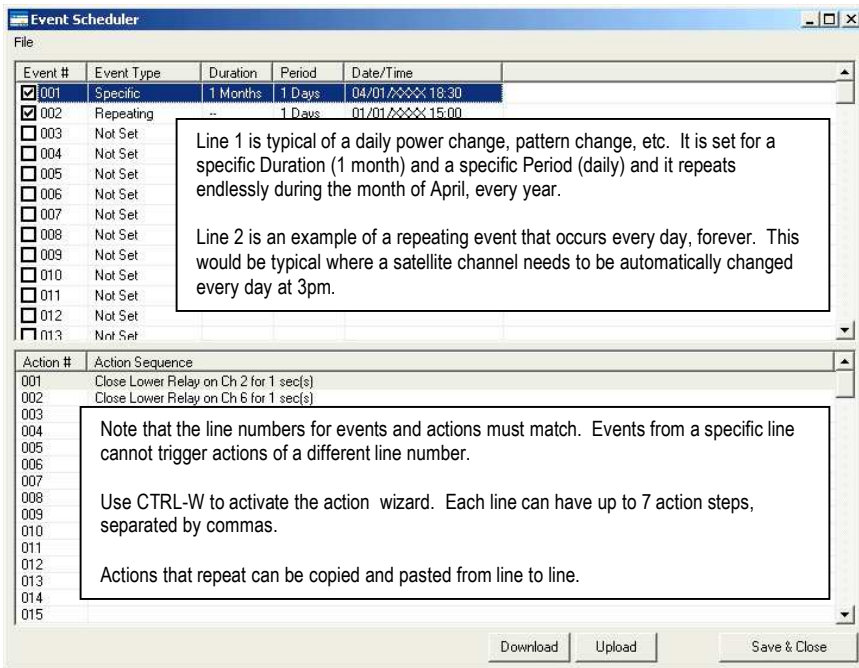 Event Scheduler
File
Event # Event Type Duration Period Date/Time
001 Specific 1 Months 1 Days 04/01/XXXX 18:30
002 Repeating -- 1 Days 01/01/XXXX 15:00
003 Not Set
004 Not Set
005 Not Set
006 Not Set
007 Not Set
008 Not Set
009 Not Set
010 Not Set
011 Not Set
012 Not Set
013 Not Set
Line 1 is typical of a daily power change, pattern change, etc. It is set for a
specific Duration (1 month) and a specific Period (daily) and it repeats
endlessly during the month of April, every year.
Line 2 is an example of a repeating event that occurs every day, forever. This
would be typical where a satellite channel needs to be automatically changed
every day at 3pm.
Action # Action Sequence
001 Close Lower Relay on Ch 2 for 1 sec(s)
002 Close Lower Relay on Ch 6 for 1 sec(s)
003
004
005
006
007
008
009
010
011
012
013
014
015
Note that the line numbers for events and actions must match. Events from a specific line
cannot trigger actions of a different line number.
Use CTRL-W to activate the action wizard. Each line can have up to 7 action steps,
separated by commas.
Actions that repeat can be copied and pasted from line to line.
Download Upload Save & Close